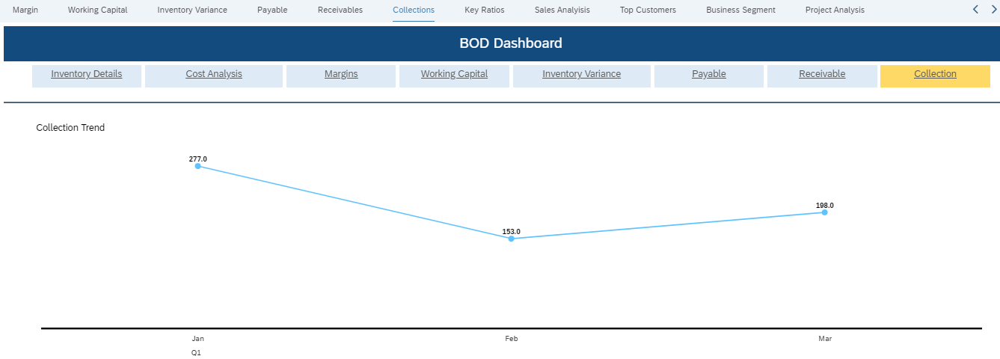 Margin Working Capital Inventory Variance Payable Receivables Collections Key Ratios Sales Analyisis Top Customers Business Segment Project Analysis
BOD Dashboard
Inventory Details Cost Analysis Margins Working Capital Inventory Variance Payable Receivable Collection
Collection Trend
277.0
198.0
153.0
Jan Feb Mar
Q1